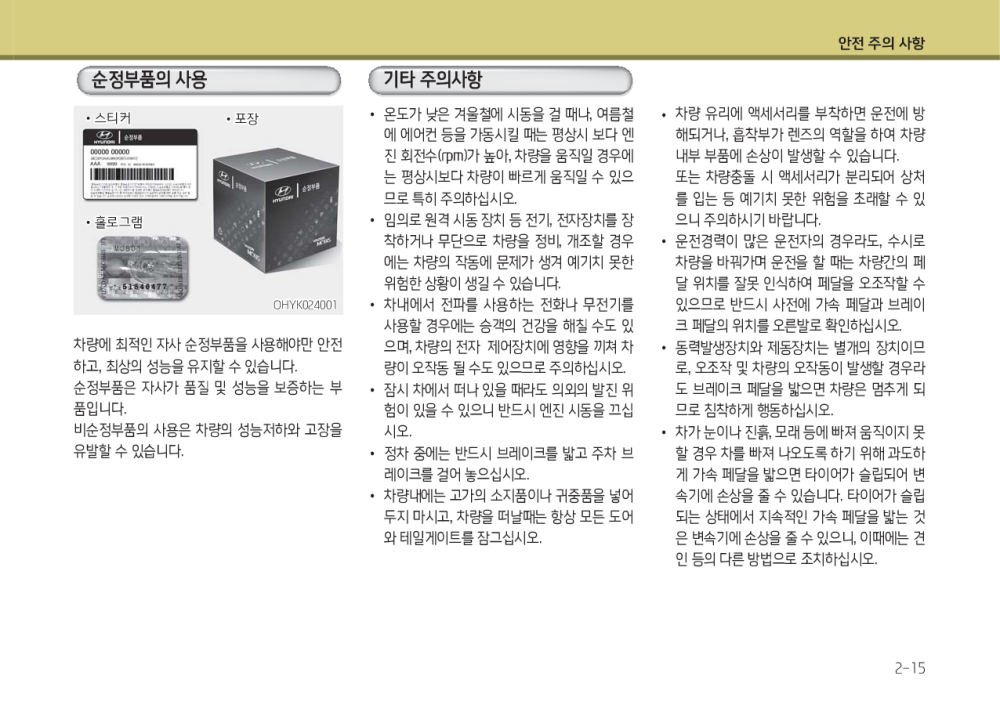 안전 주의 사항
순정부품의 사용
• 스티커
• 포장
HYUNDAI
순정부품
00000 00000
AAA
• 홀로그램
HYUNDAI
순정부품
HYUNDAI
순정부품
MOBIS
MOBIS
MOBIS
51840477
OHYK024001
차량에 최적인 자사 순정부품을 사용해야만 안전
하고, 최상의 성능을 유지할 수 있습니다.
순정부품은 자사가 품질 및 성능을 보증하는 부
품입니다.
비순정부품의 사용은 차량의 성능저하와 고장을
유발할 수 있습니다.
기타 주의사항
• 온도가 낮은 겨울철에 시동을 걸 때나, 여름철
에 에어컨 등을 가동시킬 때는 평상시 보다 엔
진 회전수(rpm)가 높아, 차량을 움직일 경우에
는 평상시보다 차량이 빠르게 움직일 수 있으
므로 특히 주의하십시오.
• 임의로 원격 시동 장치 등 전기, 전자장치를 장
착하거나 무단으로 차량을 정비, 개조할 경우
에는 차량의 작동에 문제가 생겨 예기치 못한
위험한 상황이 생길 수 있습니다.
• 차내에서 전파를 사용하는 전화나 무전기를
사용할 경우에는 승객의 건강을 해칠 수도 있
으며, 차량의 전자 제어장치에 영향을 끼쳐 차
량이 오작동 될 수도 있으므로 주의하십시오.
• 잠시 차에서 떠나 있을 때라도 의외의 발진 위
험이 있을 수 있으니 반드시 엔진 시동을 끄십
시오.
• 정차 중에는 반드시 브레이크를 밟고 주차 브
레이크를 걸어 놓으십시오.
• 차량내에는 고가의 소지품이나 귀중품을 넣어
두지 마시고, 차량을 떠날때는 항상 모든 도어
와 테일게이트를 잠그십시오.
• 차량 유리에 액세서리를 부착하면 운전에 방
해되거나, 흡착부가 렌즈의 역할을 하여 차량
내부 부품에 손상이 발생할 수 있습니다.
또는 차량충돌 시 액세서리가 분리되어 상처
를 입는 등 예기치 못한 위험을 초래할 수 있
으니 주의하시기 바랍니다.
• 운전경력이 많은 운전자의 경우라도, 수시로
차량을 바꿔가며 운전을 할 때는 차량간의 페
달 위치를 잘못 인식하여 페달을 오조작할 수
있으므로 반드시 사전에 가속 페달과 브레이
크 페달의 위치를 오른발로 확인하십시오.
• 동력발생장치와 제동장치는 별개의 장치이므
로, 오조작 및 차량의 오작동이 발생할 경우라
도 브레이크 페달을 밟으면 차량은 멈추게 되
므로 침착하게 행동하십시오.
• 차가 눈이나 진흙, 모래 등에 빠져 움직이지 못
할 경우 차를 빠져 나오도록 하기 위해 과도하
게 가속 페달을 밟으면 타이어가 슬립되어 변
속기에 손상을 줄 수 있습니다. 타이어가 슬립
되는 상태에서 지속적인 가속 페달을 밟는 것
은 변속기에 손상을 줄 수 있으니, 이때에는 견
인 등의 다른 방법으로 조치하십시오.
2-15